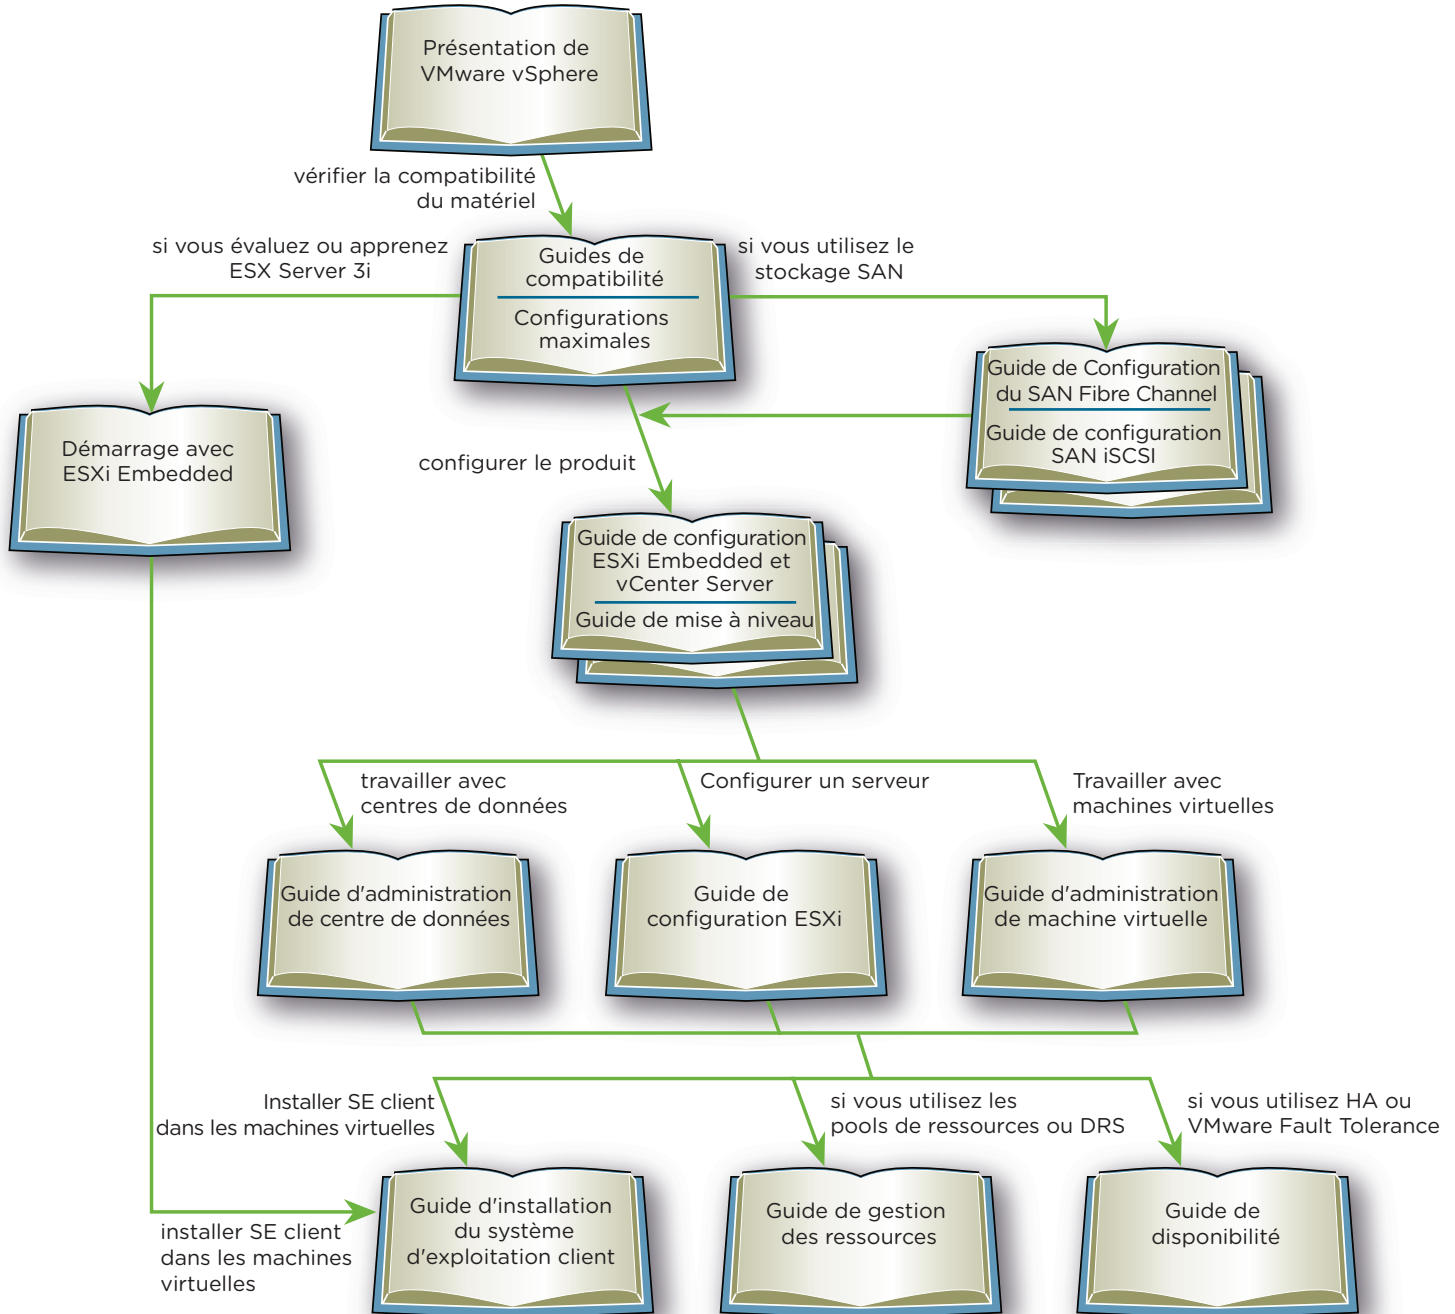 Présentation de
VMware vSphere
vérifier la compatibilité
du matériel
si vous évaluez ou apprenez
ESX Server 3i
Guides de
compatibilité
Configurations
maximales
si vous utilisez le
stockage SAN
Guide de Configuration
du SAN Fibre Channel
Guide de configuration
SAN iSCSI
Démarrage avec
ESXi Embedded
configurer le produit
Guide de configuration
ESXi Embedded et
vCenter Server
Guide de mise à niveau
travailler avec
centres de données
Configurer un serveur
Travailler avec
machines virtuelles
Guide d'administration
de centre de données
Guide de
configuration ESXi
Guide d'administration
de machine virtuelle
Installer SE client
dans les machines virtuelles
si vous utilisez les
pools de ressources ou DRS
si vous utilisez HA ou
VMware Fault Tolerance
installer SE client
dans les machines
virtuelles
Guide d'installation
du système
d'exploitation client
Guide de gestion
des ressources
Guide de
disponibilité